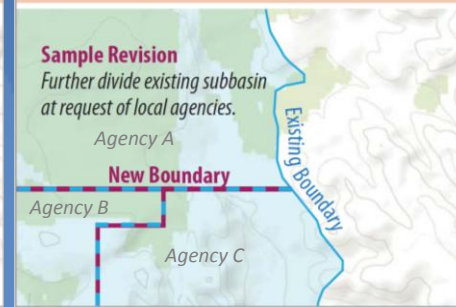 Sample Revision
Further divide existing subbasin
at request of local agencies.
Agency A
New Boundary
Existing Boundary
Agency B
Agency C